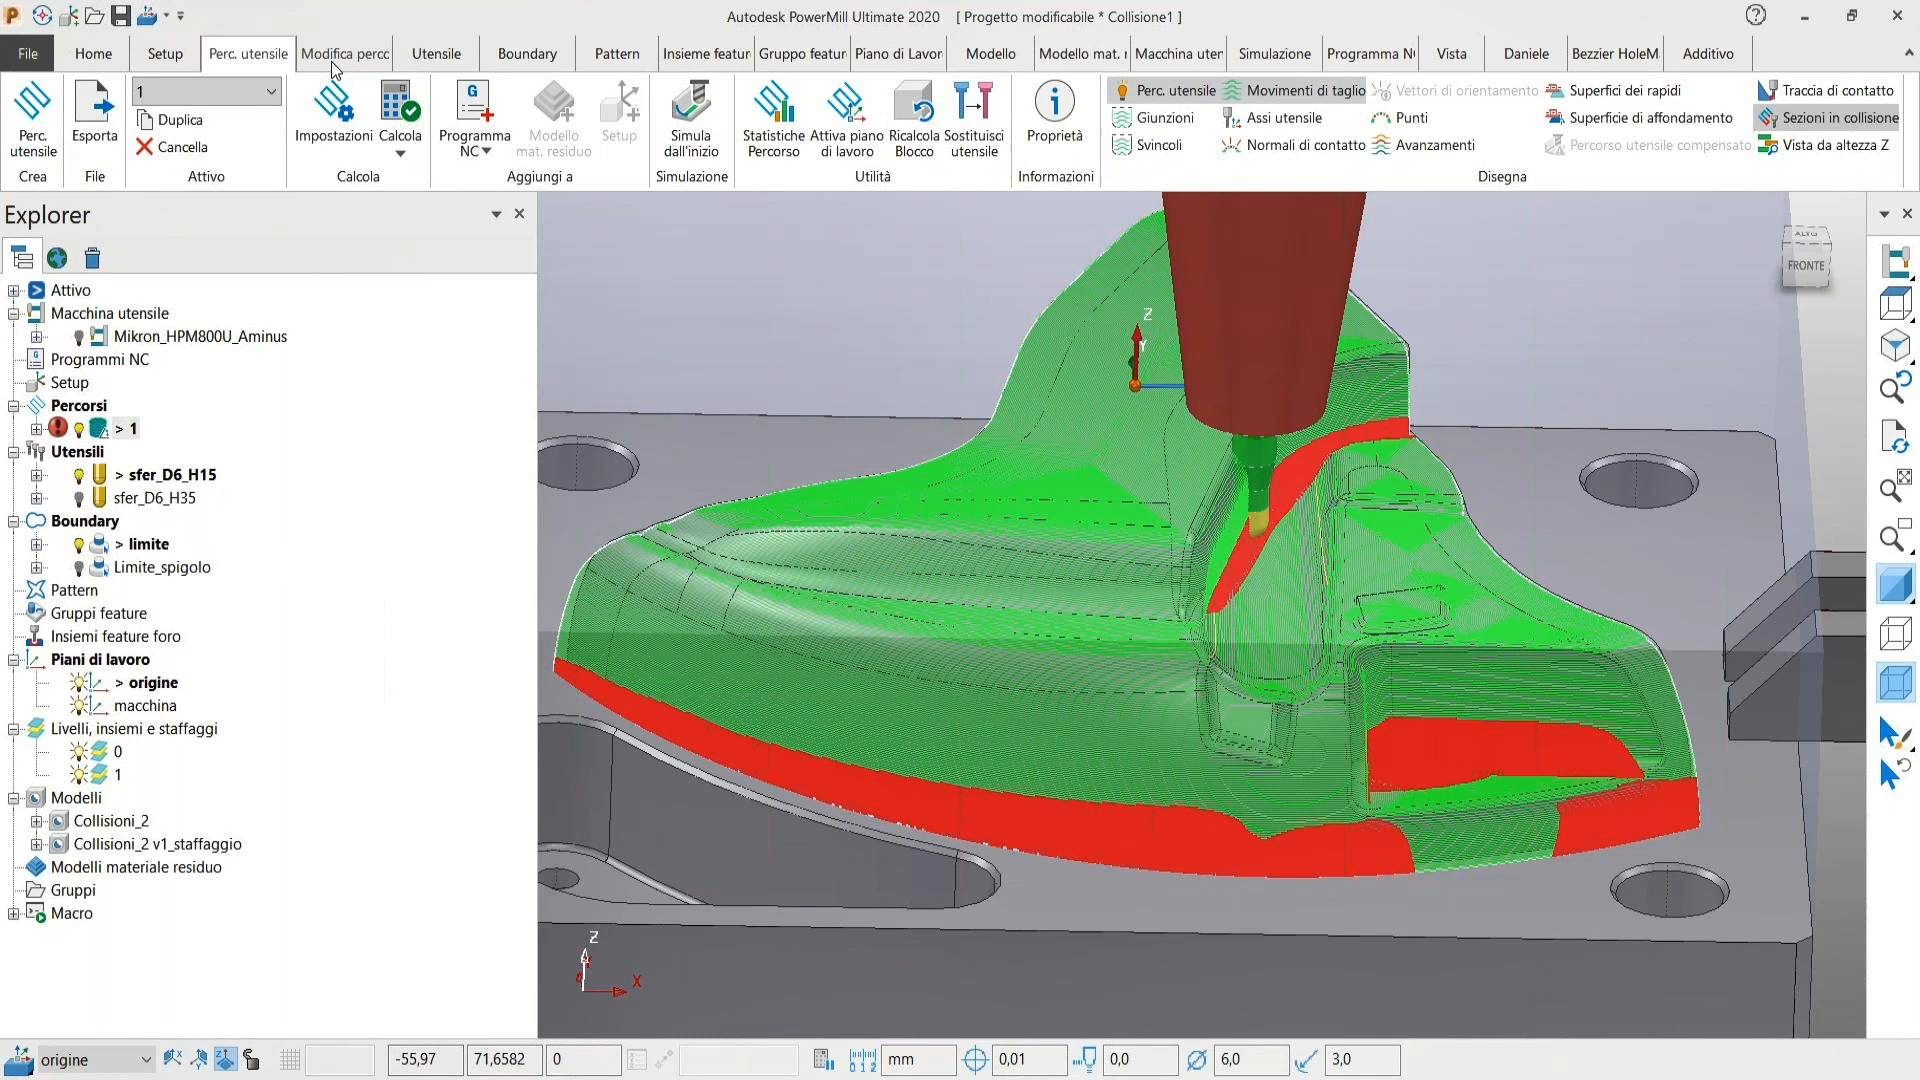 Autodesk PowerMill Ultimate 2020    [ Progetto modificabile * Collisione1 ]
File
Home
Setup
Perc. utensile
Modifica percc
Utensile
Boundary
Pattern
Insieme featur
Gruppo featur
Piano di Lavor
Modello
Modello mat. r
Macchina uter
Simulazione
Programma N
Vista
Daniele
Bezzier HoleM
Additivo
Perc. utensile
Crea
Esporta
File
1
Duplica
Cancella
Attivo
Impostazioni
Calcola
Calcola
Programma NC
Modello mat. residuo
Setup
Aggiungi a
Simula dall'inizio
Simulazione
Statistiche Percorso
Attiva piano di lavoro
Ricalcola Blocco
Sostituisci utensile
Utilità
Proprietà
Informazioni
Perc. utensile
Movimenti di taglio
Vettori di orientamento
Superfici dei rapidi
Traccia di contatto
Giunzioni
Assi utensile
Punti
Superficie di affondamento
Sezioni in collisione
Svincoli
Normali di contatto
Avanzamenti
Percorso utensile compensato
Vista da altezza Z
Disegna
Explorer
Attivo
Macchina utensile
Mikron_HPM800U_Aminus
Programmi NC
Setup
Percorsi
> 1
Utensili
> sfer_D6_H15
sfer_D6_H35
Boundary
> limite
Limite_spigolo
Pattern
Gruppi feature
Insiemi feature foro
Piani di lavoro
> origine
macchina
Livelli, insiemi e staffaggi
0
1
Modelli
Collisioni_2
Collisioni_2 v1_staffaggio
Modelli materiale residuo
Gruppi
Macro
ALTO
FRONTE
Z
Y
Z
X
origine
-55,97
71,6582
0
mm
0,01
0,0
6,0
3,0